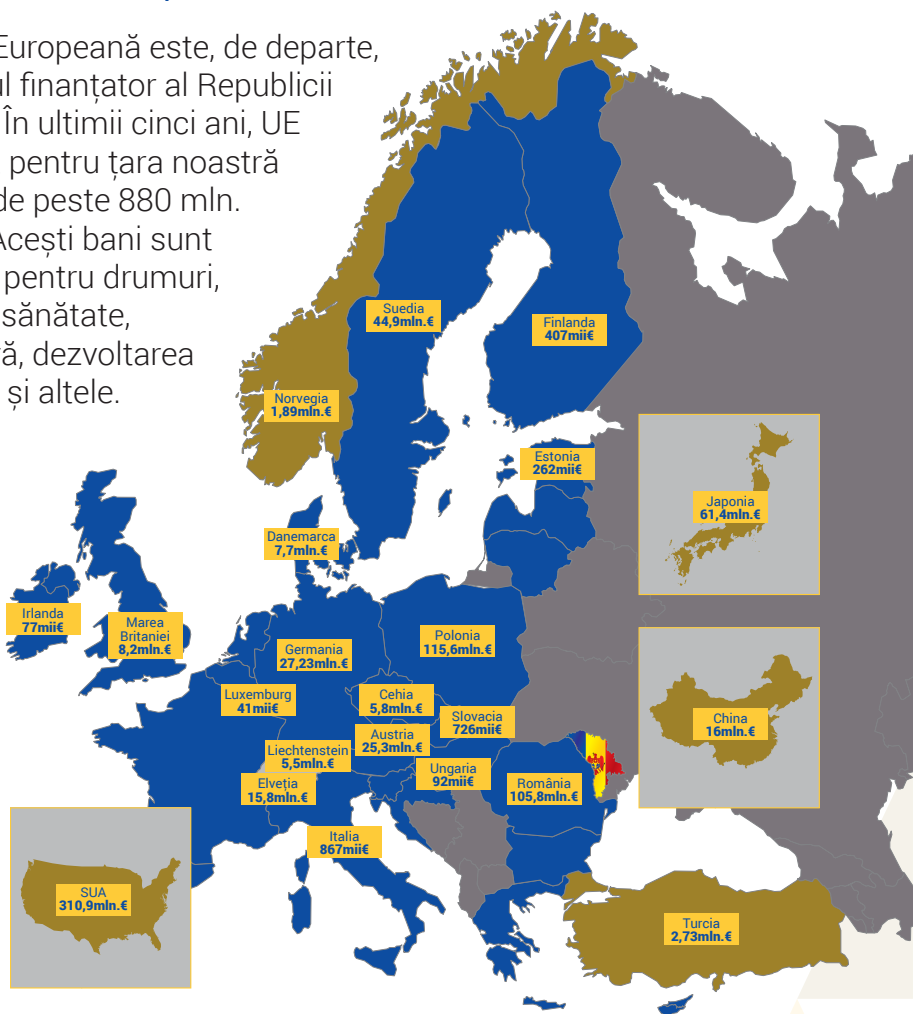 Europeană este, de departe,
ul finanțator al Republicii
În ultimii cinci ani, UE
pentru țara noastră
de peste 880 mln.
Acești bani sunt
pentru drumuri,
sănătate,
ă, dezvoltarea
și altele.
Suedia
44,9mln.€
Finlanda
407mii€
Norvegia
1,89mln.€
Estonia
262mii€
Japonia
61,4mln.€
Danemarca
7,7mln.€
Irlanda
77mii€
Marea
Britaniei
8,2mln.€
Germania
27,23mln.€
Polonia
115,6mln.€
Luxemburg
41mii€
Cehia
5,8mln.€
Slovacia
726mii€
China
16mln.€
Austria
25,3mln.€
Liechtenstein
5,5mln.€
Ungaria
92mii€
Elveția
15,8mln.€
România
105,8mln.€
Italia
867mii€
SUA
310,9mln.€
Turcia
2,73mln.€